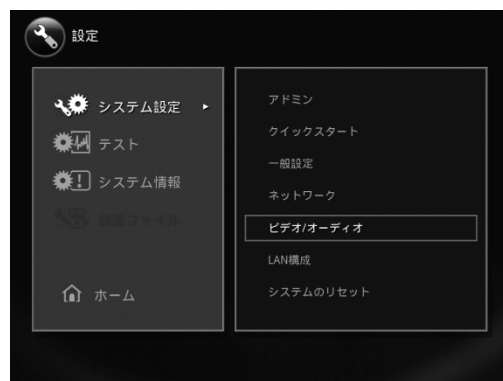 設定
システム設定
テスト
システム情報
ホーム
アドミン
クイックスタート
一般設定
ネットワーク
ビデオ/オーディオ
LAN構成
システムのリセット